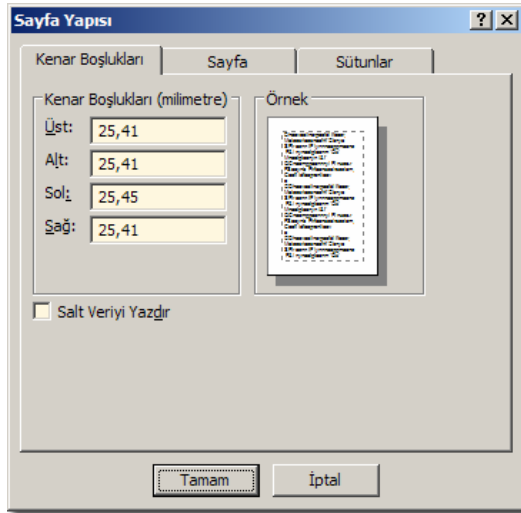 Sayfa Yapısı
Kenar Boşlukları
Sayfa
Sütunlar
Kenar Boşlukları (milimetre)
Örnek
Üst: 25,41
Alt: 25,41
Sol: 25,45
Sağ: 25,41
Salt Veriyi Yazdır
Tamam
İptal